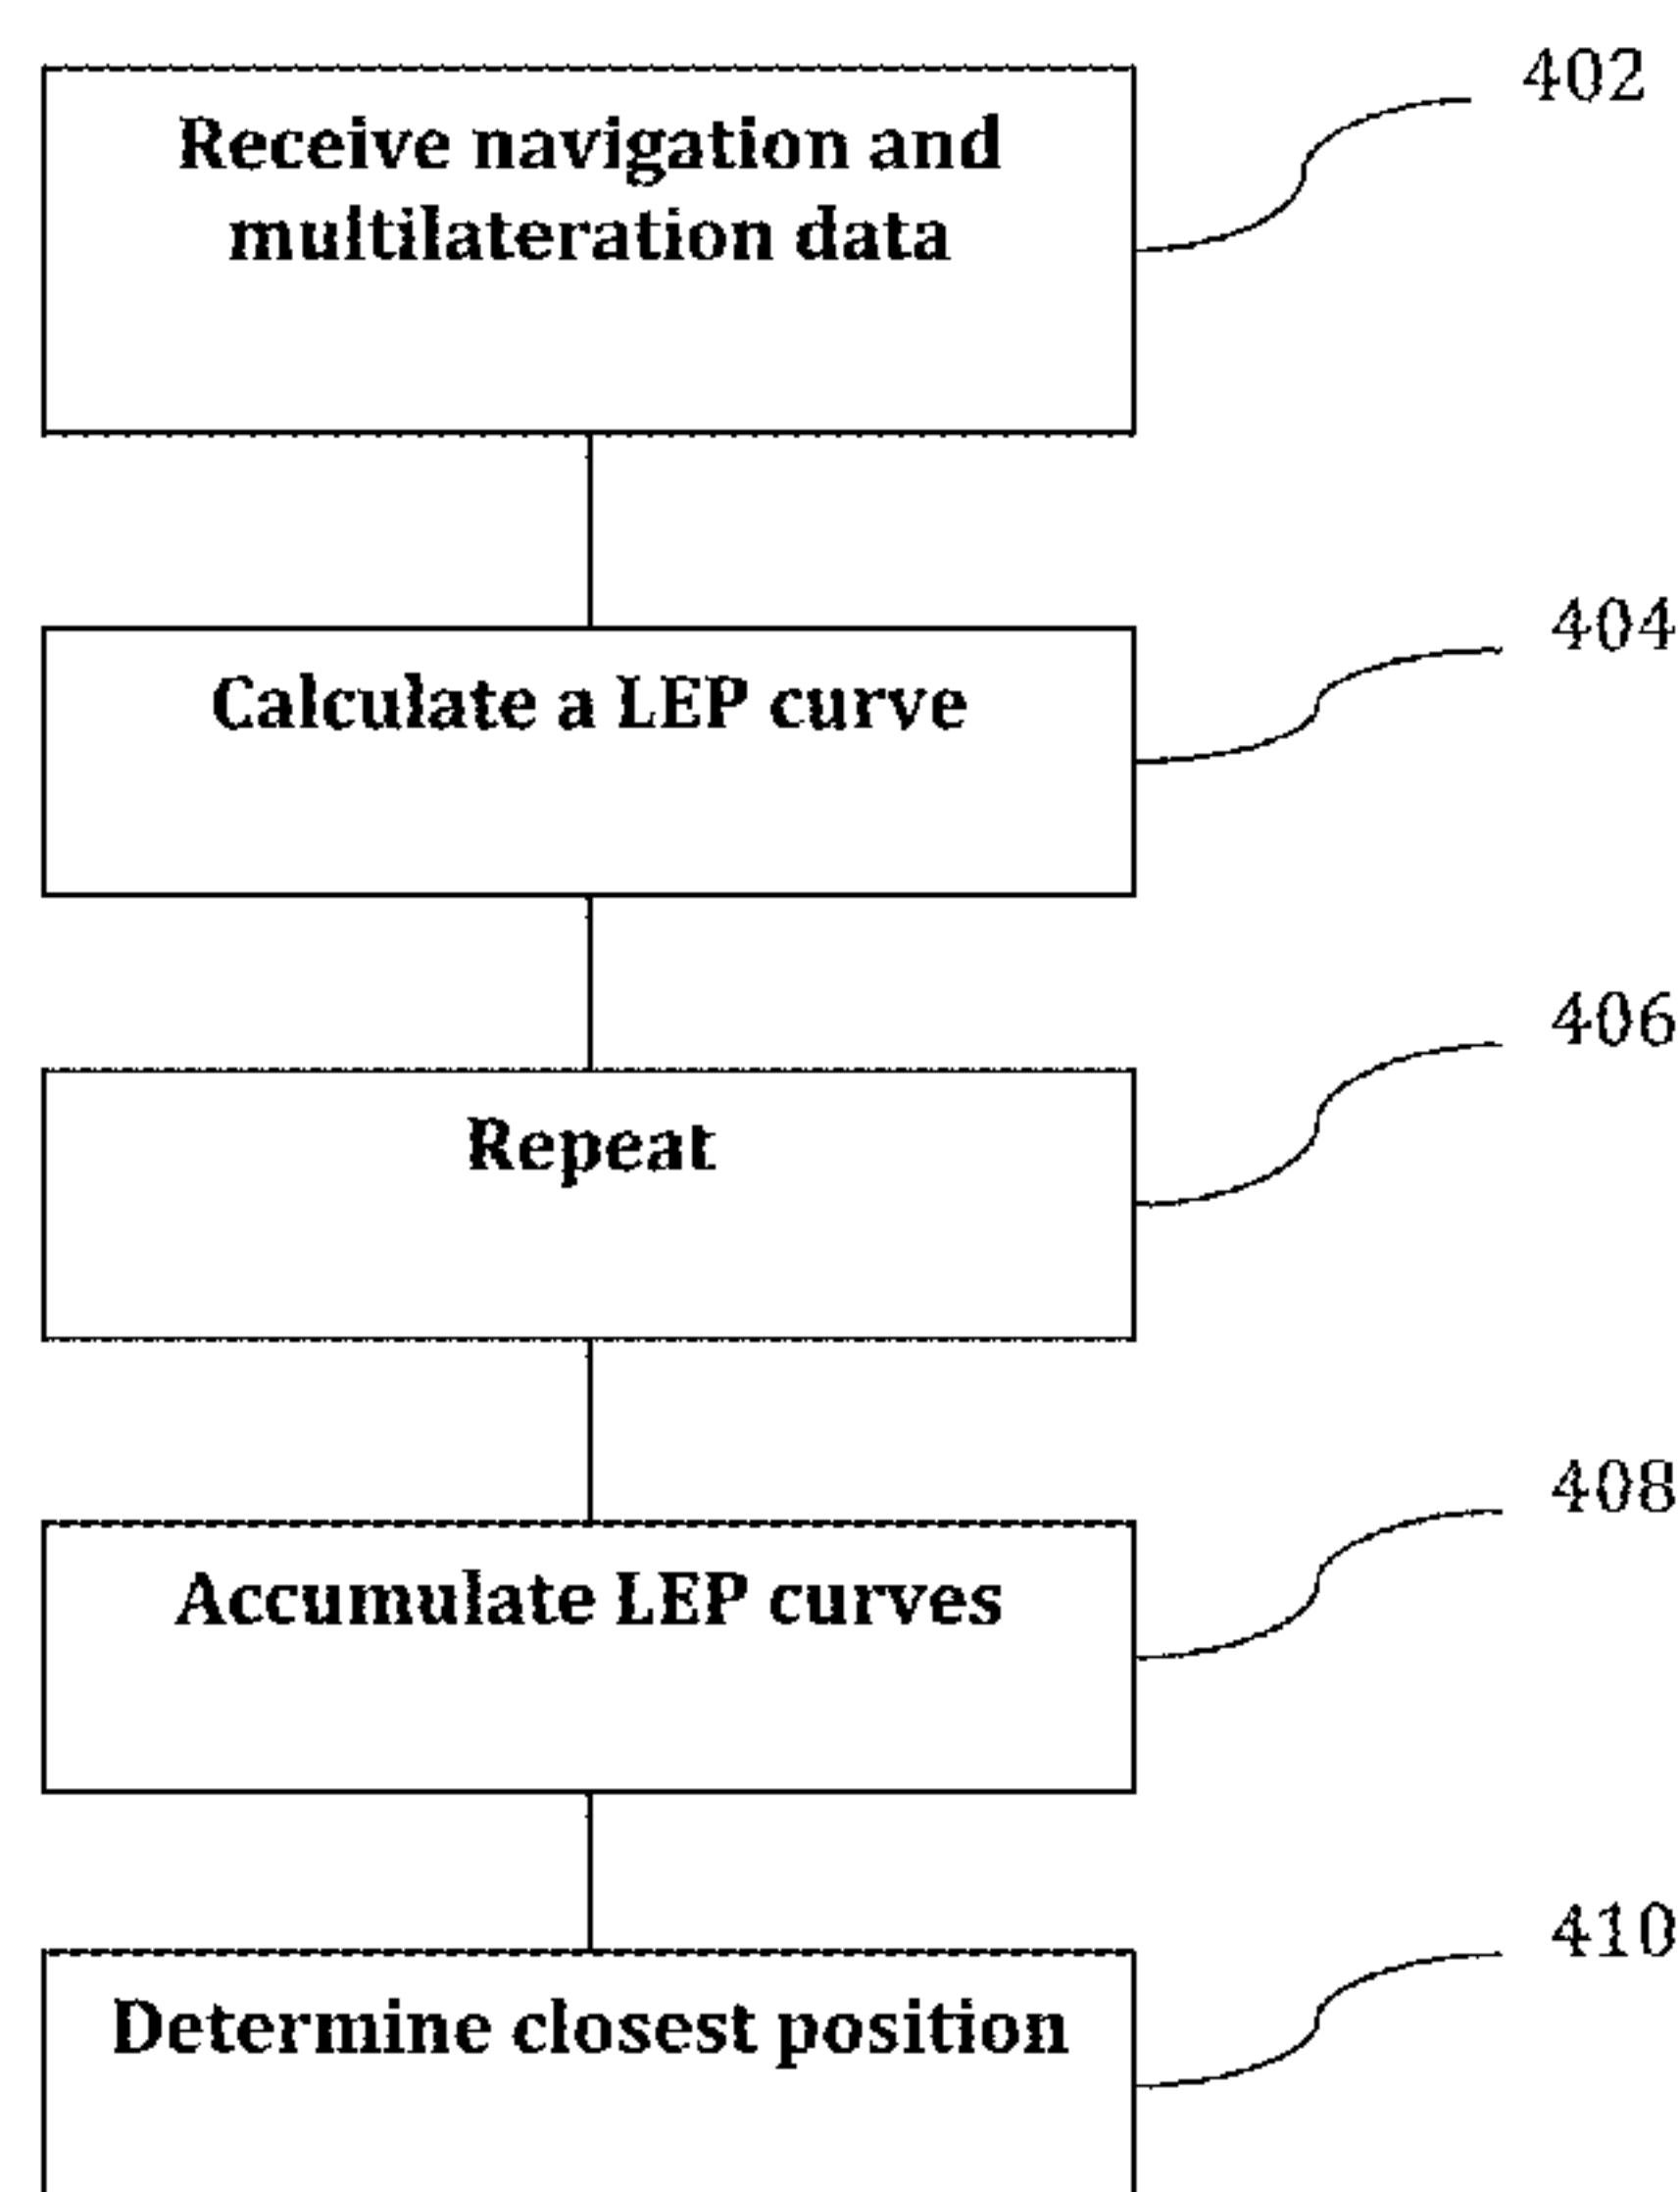 402
Receive navigation and
multilateration data
404
Calculate a LEP curve
406
Repeat
408
Accumulate LEP curves
410
Determine closest position